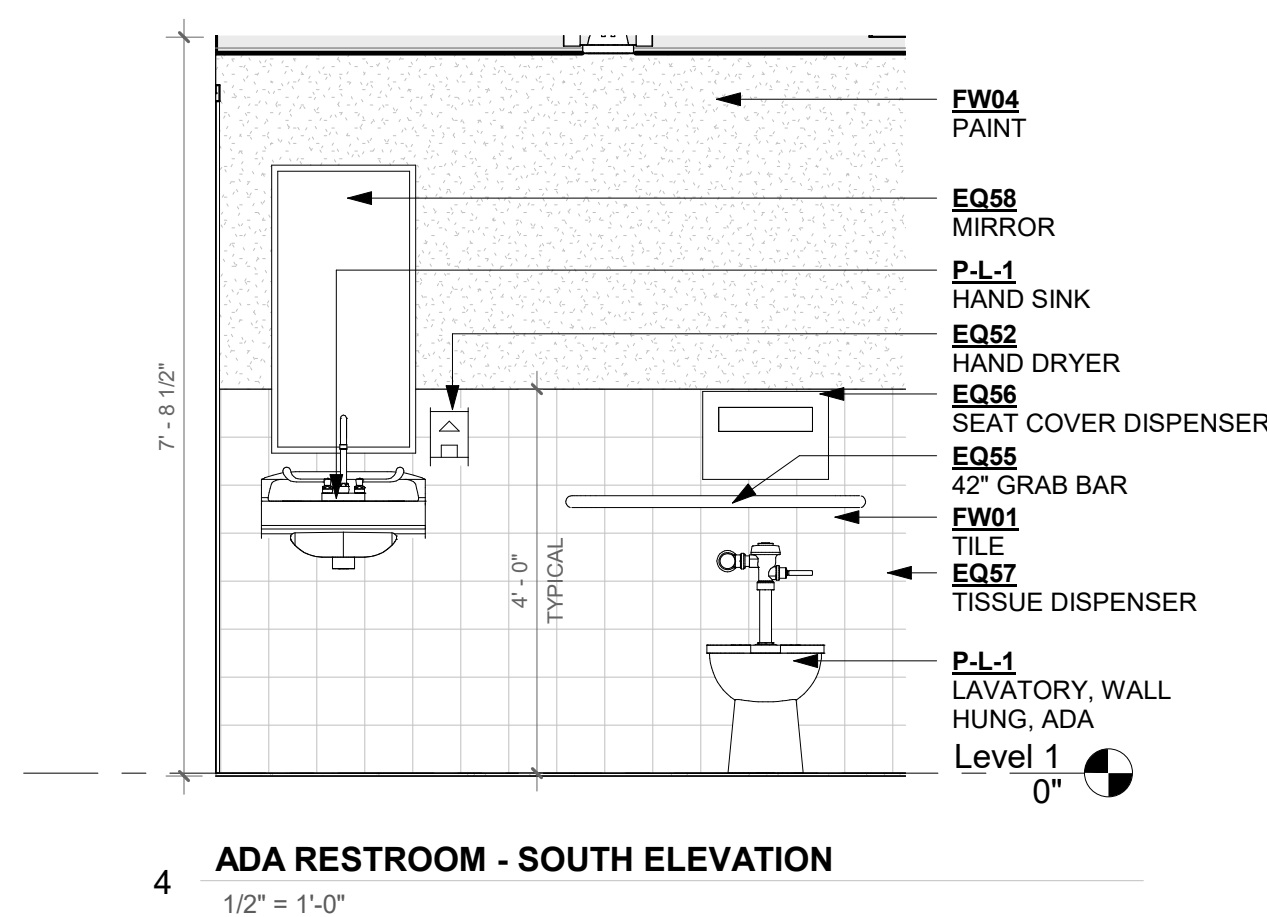 FW04
PAINT
EQ58
MIRROR
P-L-1
HAND SINK
EQ52
HAND DRYER
EQ56
SEAT COVER DISPENSER
EQ55
42" GRAB BAR
FW01
TILE
EQ57
TISSUE DISPENSER
P-L-1
LAVATORY, WALL
HUNG, ADA
Level 1
0"
7' - 8 1/2"
4' - 0"
TYPICAL
4
ADA RESTROOM - SOUTH ELEVATION
1/2" = 1'-0"